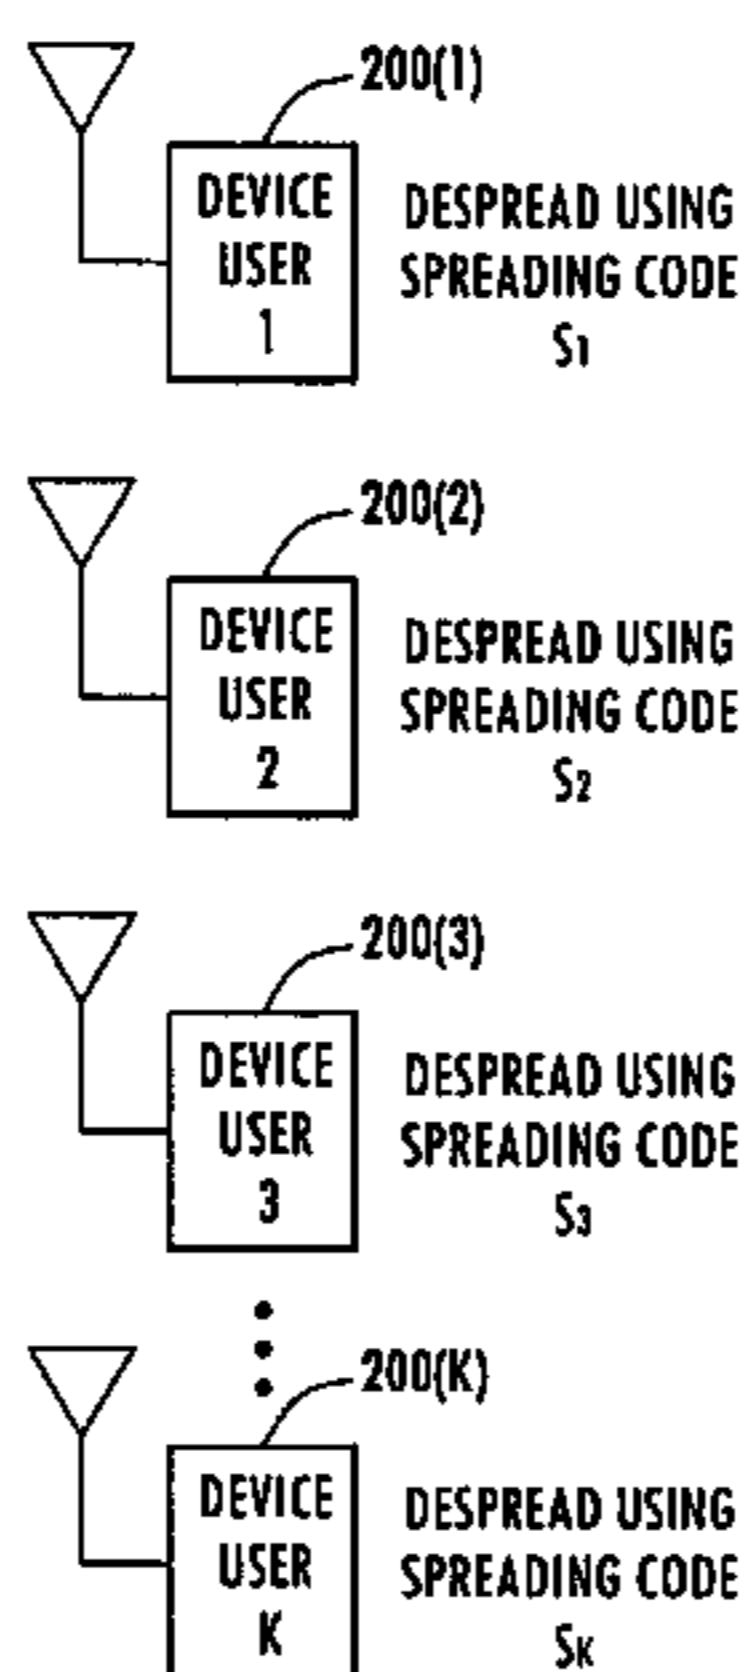 200(1)
DEVICE
USER
1
DESPREAD USING
SPREADING CODE
S1
200(2)
DEVICE
USER
2
DESPREAD USING
SPREADING CODE
S2
200(3)
DEVICE
USER
3
DESPREAD USING
SPREADING CODE
S3
200(K)
DEVICE
USER
K
DESPREAD USING
SPREADING CODE
SK